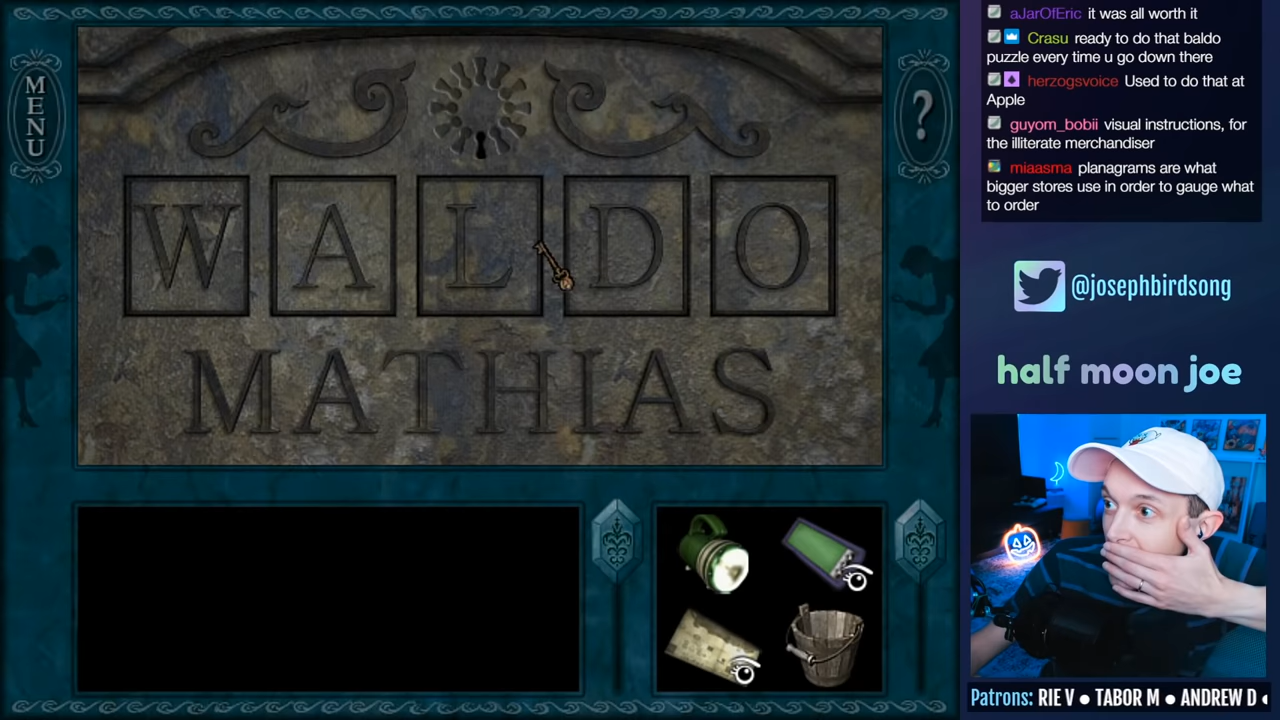 MENU
?
WALDO
MATHIAS
aJarOfEric it was all worth it
Crasu ready to do that baldo
puzzle every time u go down there
herzogsvoice Used to do that at
Apple
guyom_bobii visual instructions, for
the illiterate merchandiser
miaasma planagrams are what
bigger stores use in order to gauge what
to order
@josephbirdsong
half moon joe
Patrons: RIE V ● TABOR M ● ANDREW D